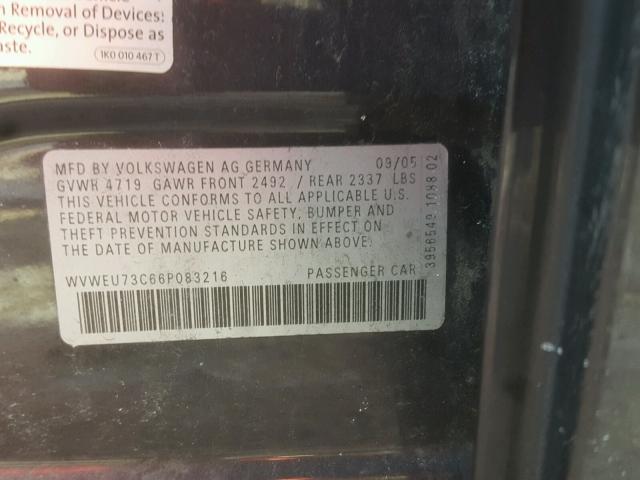 Removal of Devices:
Recycle, or Dispose as
1K0 010 467 T
MFD BY VOLKSWAGEN AG GERMANY 09/05
GVWR 4719 GAWR FRONT 2492 / REAR 2337 LBS
THIS VEHICLE CONFORMS TO ALL APPLICABLE U.S.
FEDERAL MOTOR VEHICLE SAFETY, BUMPER AND
THEFT PREVENTION STANDARDS IN EFFECT ON
THE DATE OF MANUFACTURE SHOWN ABOVE.
WVWEU73C66P083216 PASSENGER CAR
3956549 1088 02